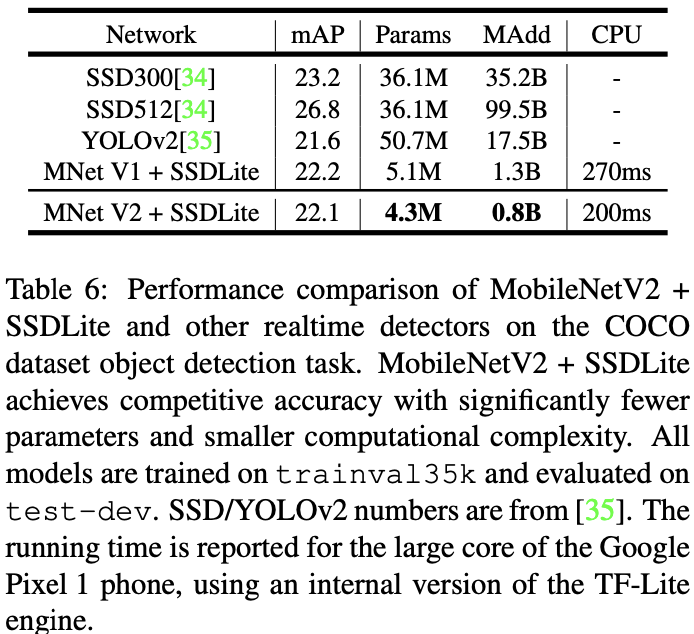 Network mAP Params MAdd CPU
SSD300[34] 23.2 36.1M 35.2B -
SSD512[34] 26.8 36.1M 99.5B -
YOLOv2[35] 21.6 50.7M 17.5B -
MNet V1 + SSDLite 22.2 5.1M 1.3B 270ms
MNet V2 + SSDLite 22.1 4.3M 0.8B 200ms
Table 6: Performance comparison of MobileNetV2 +
SSDLite and other realtime detectors on the COCO
dataset object detection task. MobileNetV2 + SSDLite
achieves competitive accuracy with significantly fewer
parameters and smaller computational complexity. All
models are trained on trainval35k and evaluated on
test-dev. SSD/YOLOv2 numbers are from [35]. The
running time is reported for the large core of the Google
Pixel 1 phone, using an internal version of the TF-Lite
engine.